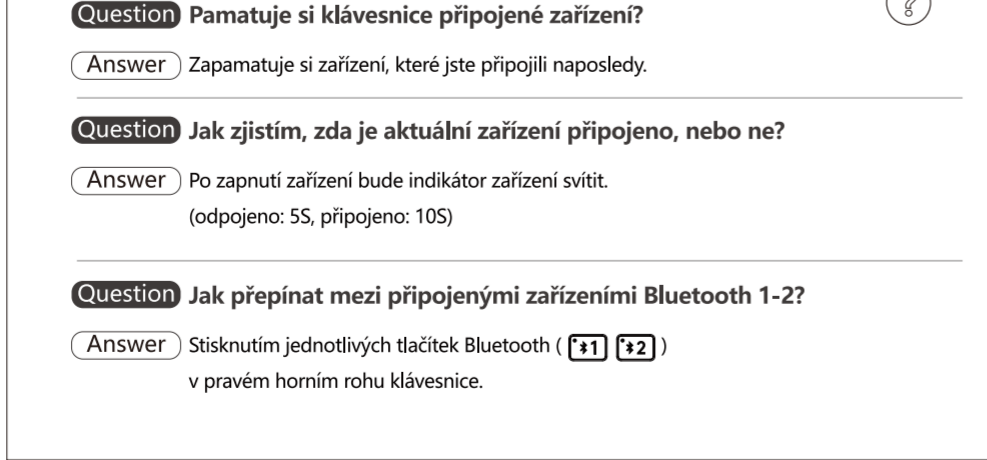 Question Pamatuje si klávesnice připojené zařízení?
?
Answer Zapamatuje si zařízení, které jste připojili naposledy.
Question Jak zjistím, zda je aktuální zařízení připojeno, nebo ne?
Answer Po zapnutí zařízení bude indikátor zařízení svítit.
(odpojeno: 5S, připojeno: 10S)
Question Jak přepínat mezi připojenými zařízeními Bluetooth 1-2?
Answer Stisknutím jednotlivých tlačítek Bluetooth ( 1 2 )
v pravém horním rohu klávesnice.